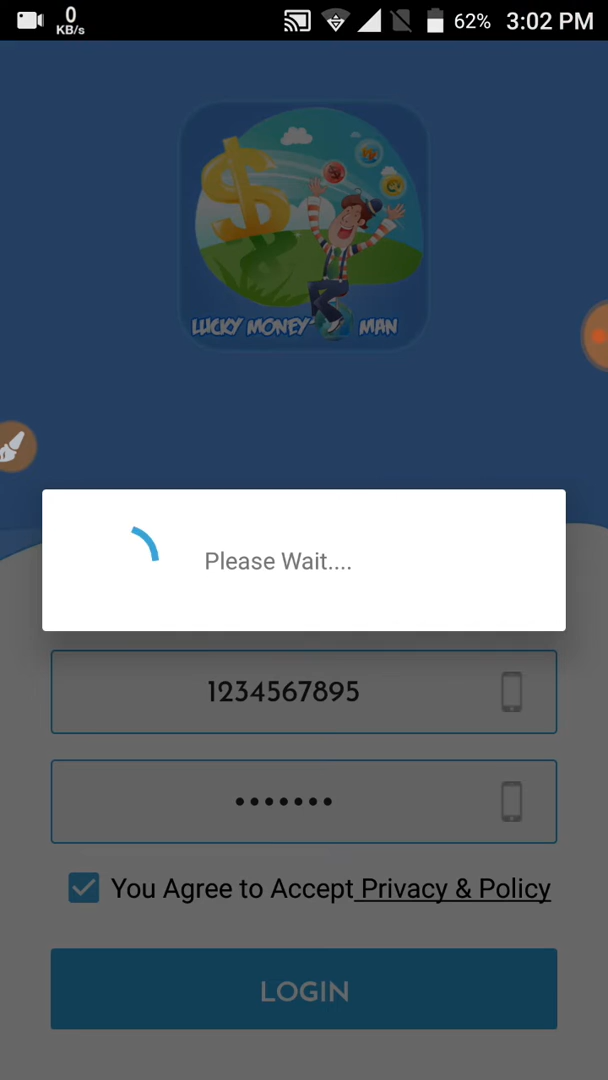 0
KB/s
62% 3:02 PM
LUCKY MONEY MAN
Please Wait....
1234567895
•••••••
You Agree to Accept Privacy & Policy
LOGIN